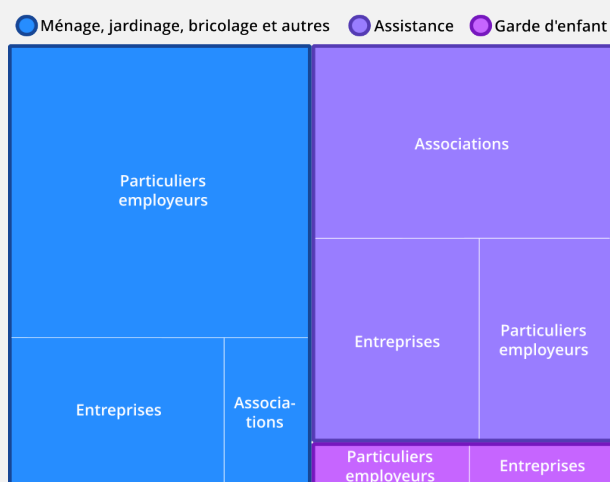 Ménage, jardinage, bricolage et autres
Assistance
Garde d'enfant
Particuliers
employeurs
Entreprises
Associa-
tions
Associations
Entreprises
Particuliers
employeurs
Particuliers
employeurs
Entreprises